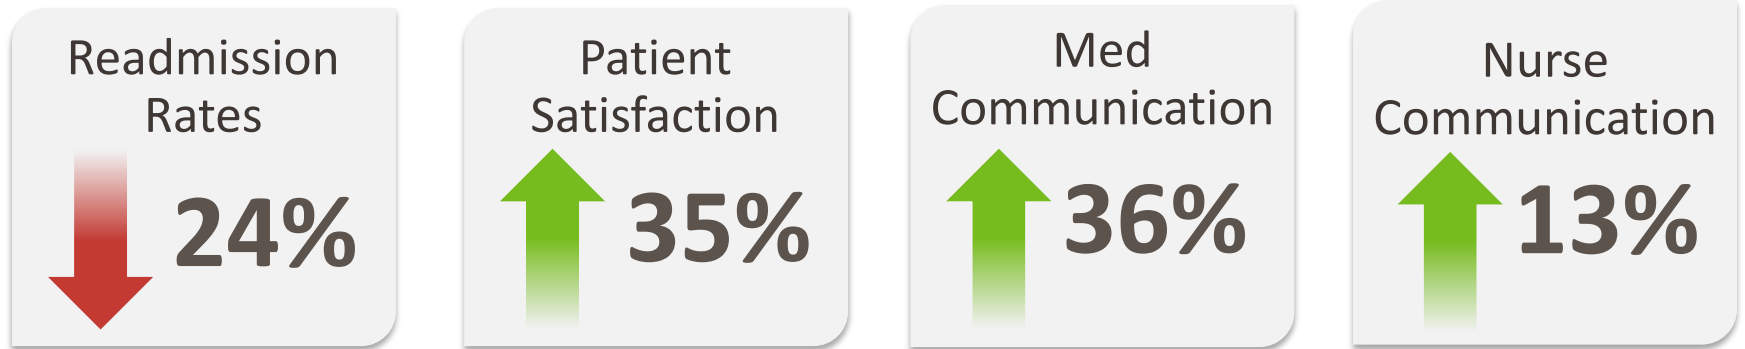 Readmission
Rates
24%
Patient
Satisfaction
35%
Med
Communication
36%
Nurse
Communication
13%